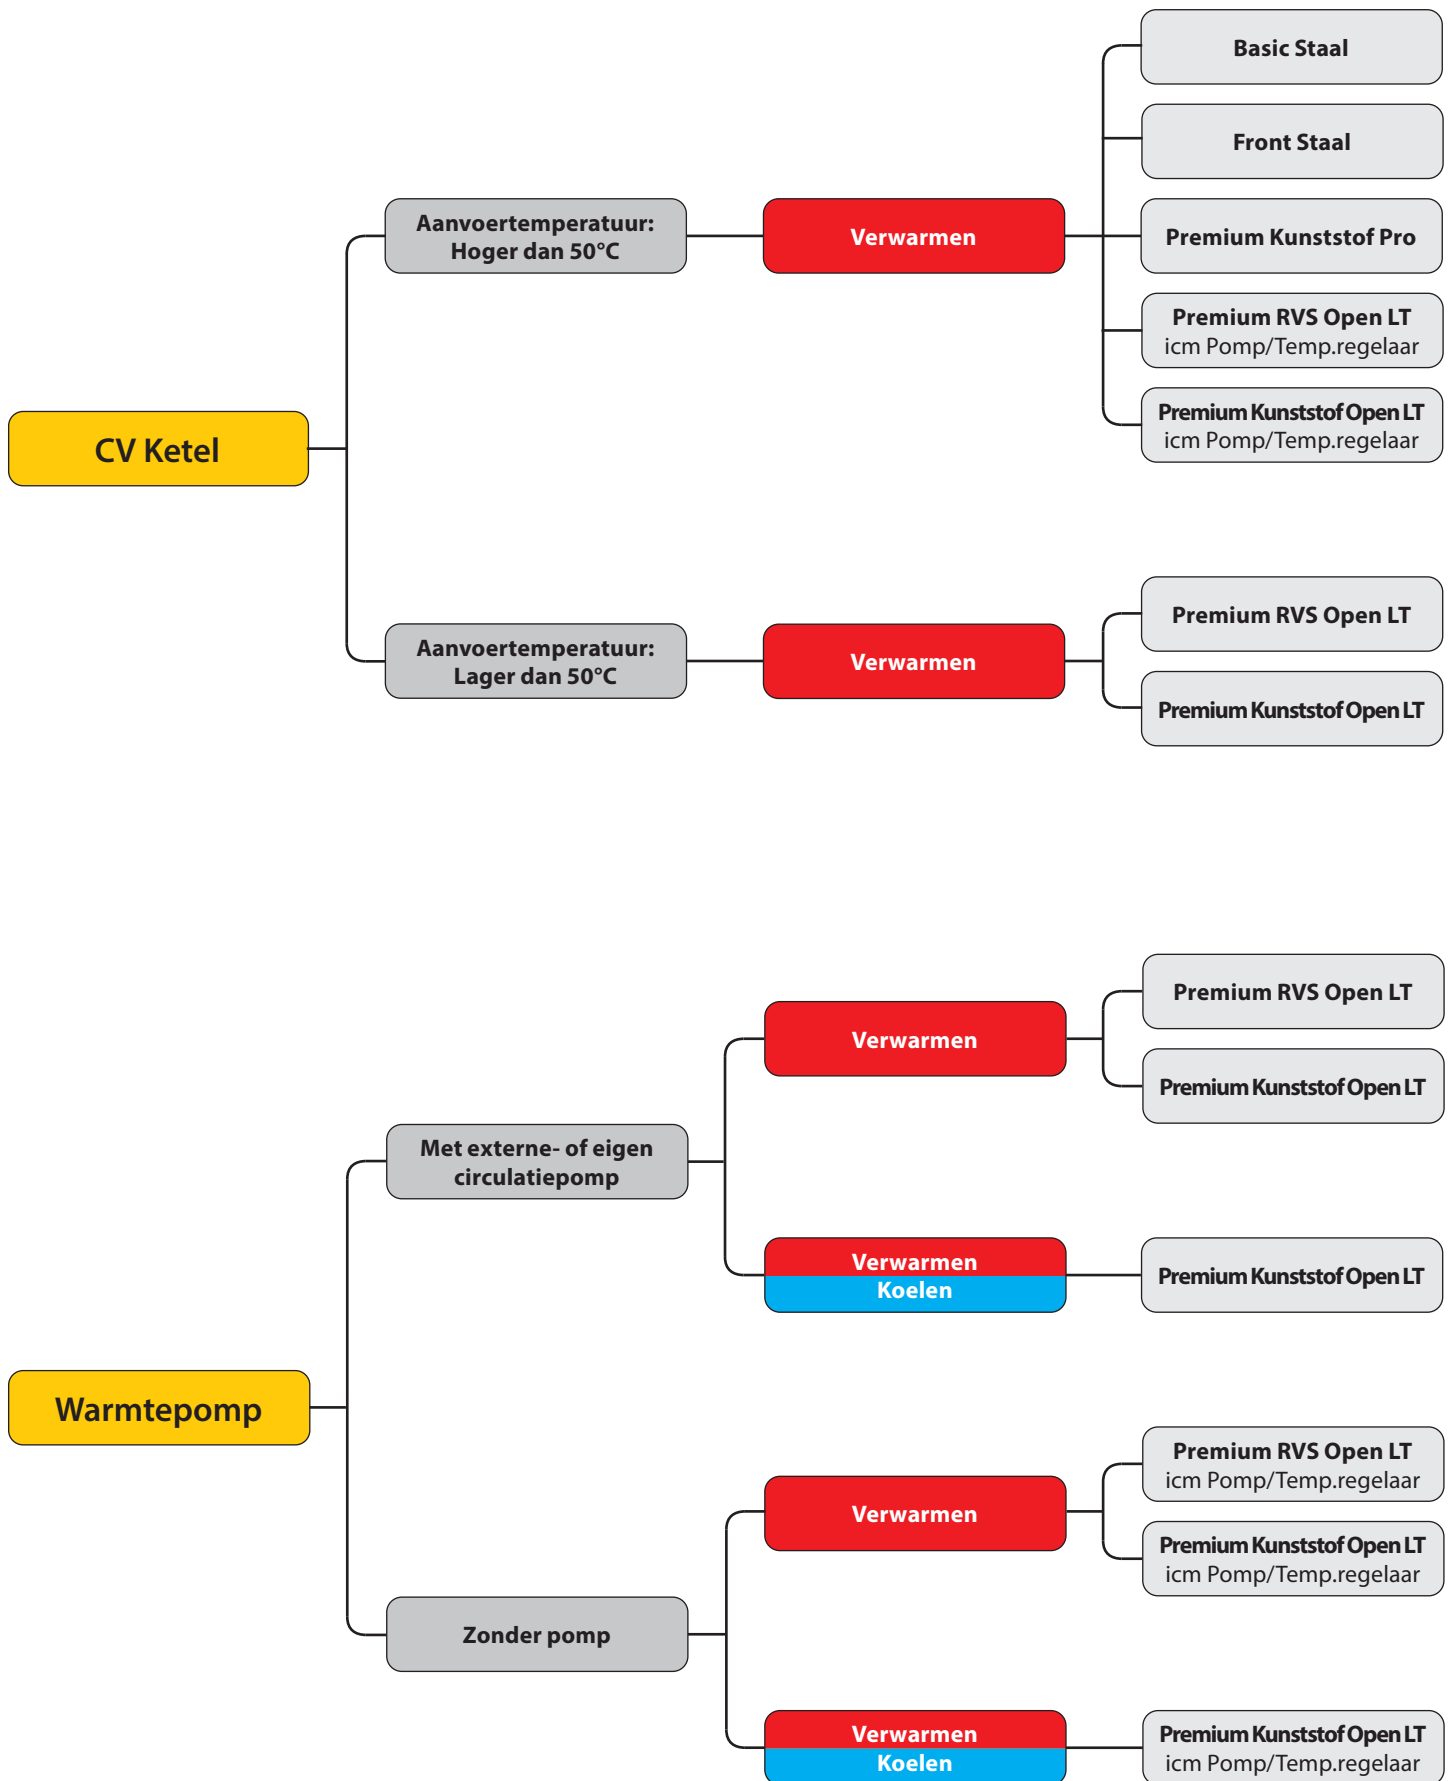 CV Ketel
Aanvoertemperatuur:
Hoger dan 50°C
Verwarmen
Basic Staal
Front Staal
Premium Kunststof Pro
Premium RVS Open LT
icm Pomp/Temp.regelaar
Premium Kunststof Open LT
icm Pomp/Temp.regelaar
Aanvoertemperatuur:
Lager dan 50°C
Verwarmen
Premium RVS Open LT
Premium Kunststof Open LT
Warmtepomp
Met externe- of eigen
circulatiepomp
Verwarmen
Premium RVS Open LT
Premium Kunststof Open LT
Verwarmen
Koelen
Premium Kunststof Open LT
Zonder pomp
Verwarmen
Premium RVS Open LT
icm Pomp/Temp.regelaar
Premium Kunststof Open LT
icm Pomp/Temp.regelaar
Verwarmen
Koelen
Premium Kunststof Open LT
icm Pomp/Temp.regelaar